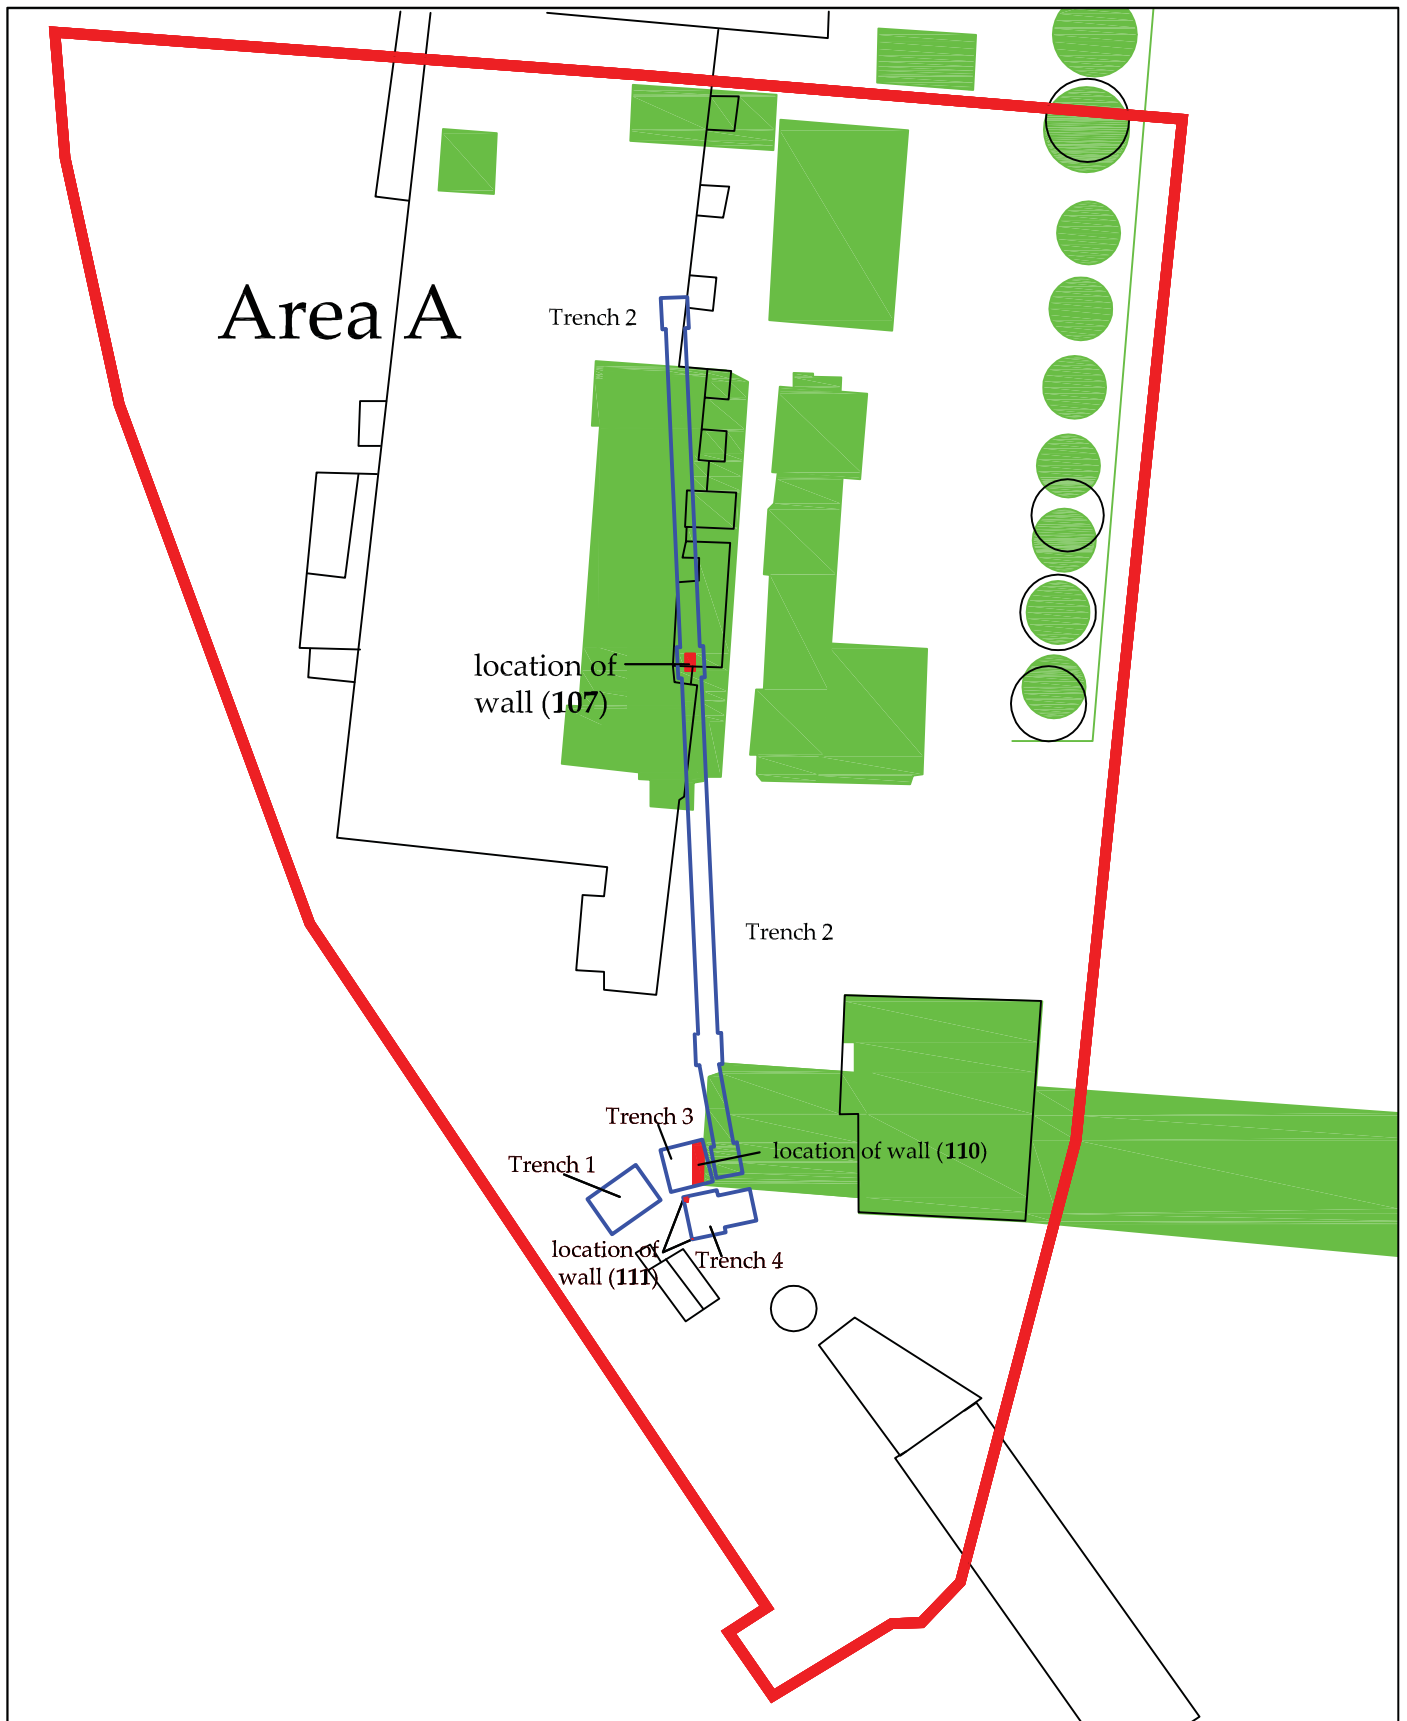 Area A
Trench 2
location of
wall (107)
Trench 2
Trench 3
location of wall (110)
Trench 1
location of
wall (111)
Trench 4